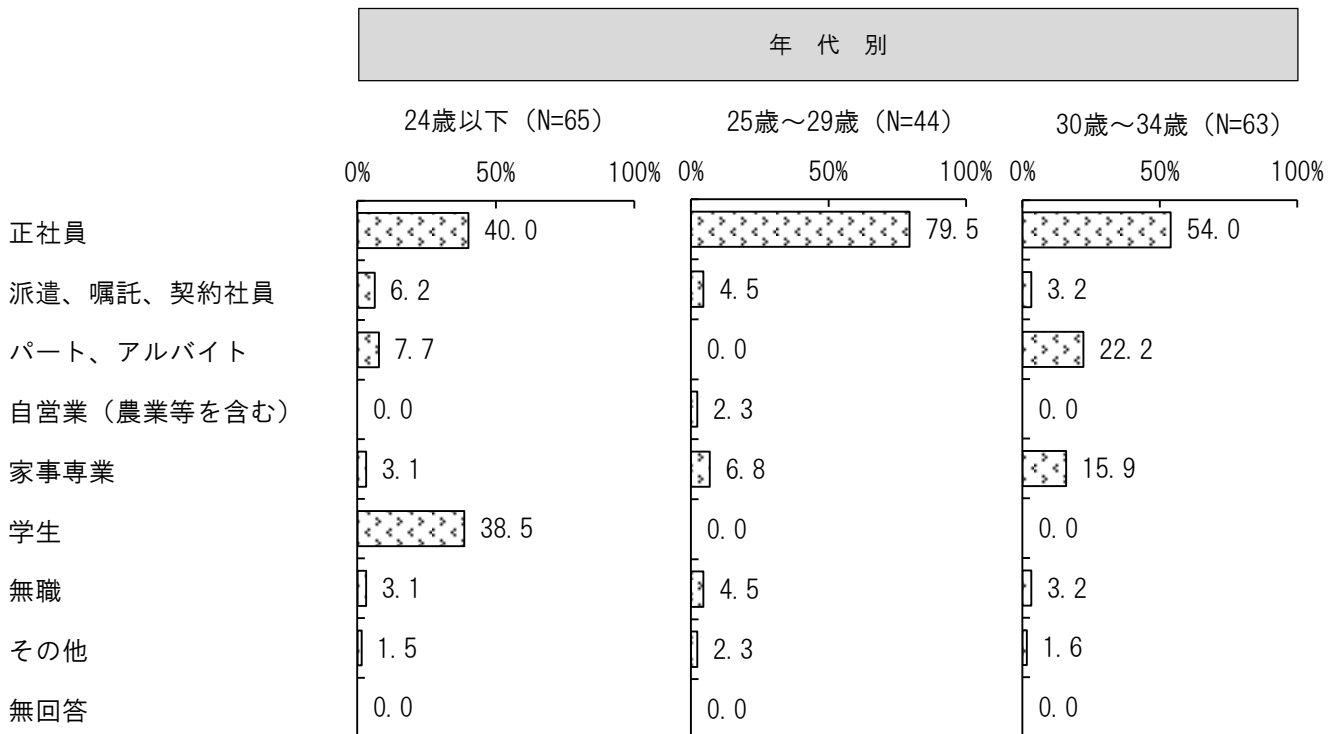 年 代 別
24歳以下（N=65） 25歳～29歳（N=44） 30歳～34歳（N=63）
0% 50% 100% 0% 50% 100% 0% 50% 100%
正社員 40.0 79.5 54.0
派遣、嘱託、契約社員 6.2 4.5 3.2
パート、アルバイト 7.7 0.0 22.2
自営業（農業等を含む） 0.0 2.3 0.0
家事専業 3.1 6.8 15.9
学生 38.5 0.0 0.0
無職 3.1 4.5 3.2
その他 1.5 2.3 1.6
無回答 0.0 0.0 0.0